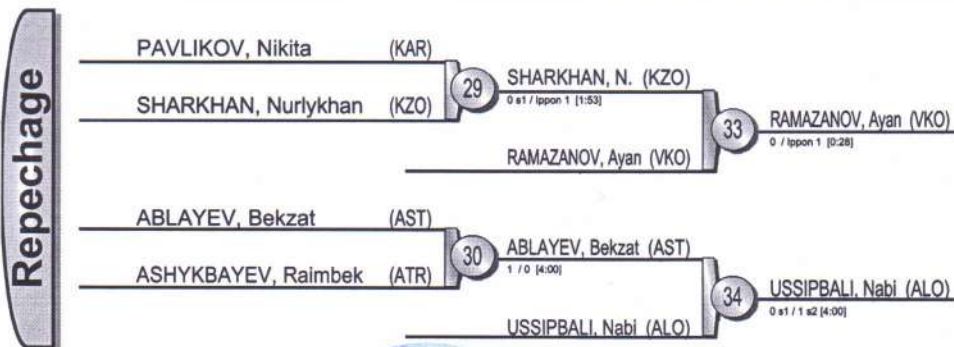 Repechage
PAVLIKOV, Nikita (KAR)
SHARKHAN, Nurlykhan (KZO)
29
SHARKHAN, N. (KZO)
0 s1 / Ippon 1 [1:53]
RAMAZANOV, Ayan (VKO)
33
RAMAZANOV, Ayan (VKO)
0 / Ippon 1 [0:28]
ABLAYEV, Bekzat (AST)
ASHYKBAYEV, Raimbek (ATR)
30
ABLAYEV, Bekzat (AST)
1 / 0 [4:00]
USSIPBALI, Nabi (ALO)
34
USSIPBALI, Nabi (ALO)
0 s1 / 1 s2 [4:00]